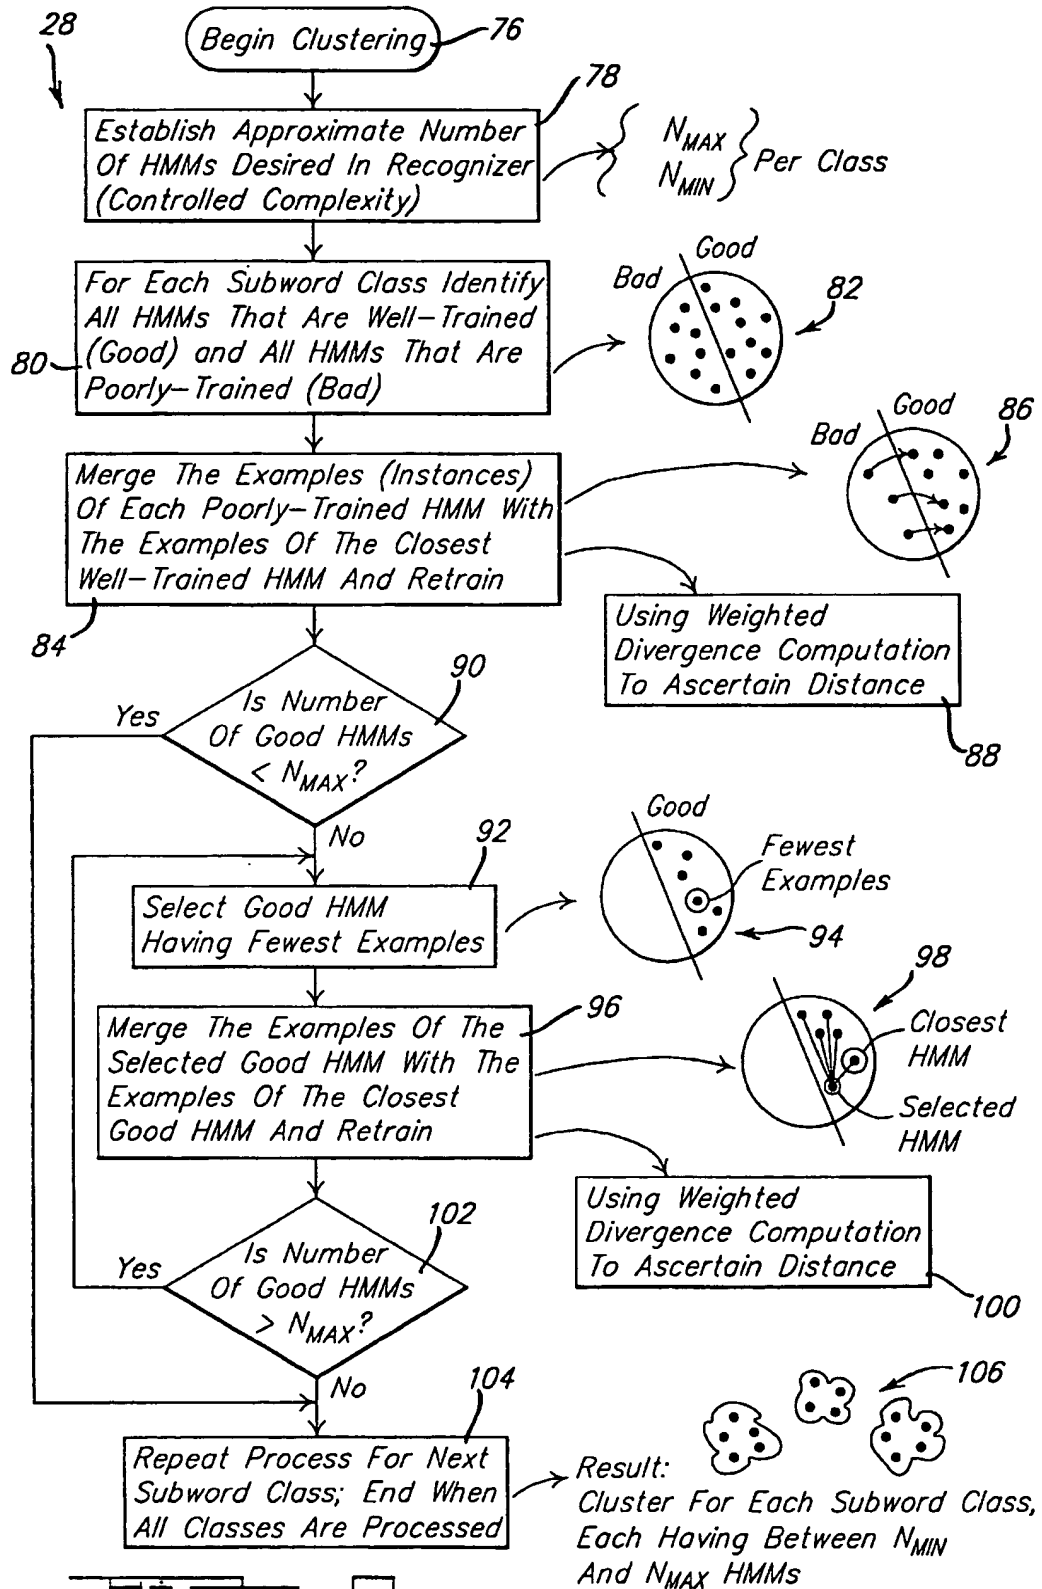 28
Begin Clustering
76
78
Establish Approximate Number
Of HMMs Desired In Recognizer
(Controlled Complexity)
N_MAX
N_MIN
Per Class
For Each Subword Class Identify
All HMMs That Are Well-Trained
(Good) and All HMMs That Are
Poorly-Trained (Bad)
80
Bad
Good
82
Merge The Examples (Instances)
Of Each Poorly-Trained HMM With
The Examples Of The Closest
Well-Trained HMM And Retrain
84
Bad
Good
86
Using Weighted
Divergence Computation
To Ascertain Distance
88
90
Is Number
Of Good HMMs
< N_MAX?
Yes
No
92
Select Good HMM
Having Fewest Examples
Good
Fewest
Examples
94
96
Merge The Examples Of The
Selected Good HMM With The
Examples Of The Closest
Good HMM And Retrain
98
Closest
HMM
Selected
HMM
Using Weighted
Divergence Computation
To Ascertain Distance
100
102
Is Number
Of Good HMMs
> N_MAX?
Yes
No
104
Repeat Process For Next
Subword Class; End When
All Classes Are Processed
106
Result:
Cluster For Each Subword Class,
Each Having Between N_MIN
And N_MAX HMMs